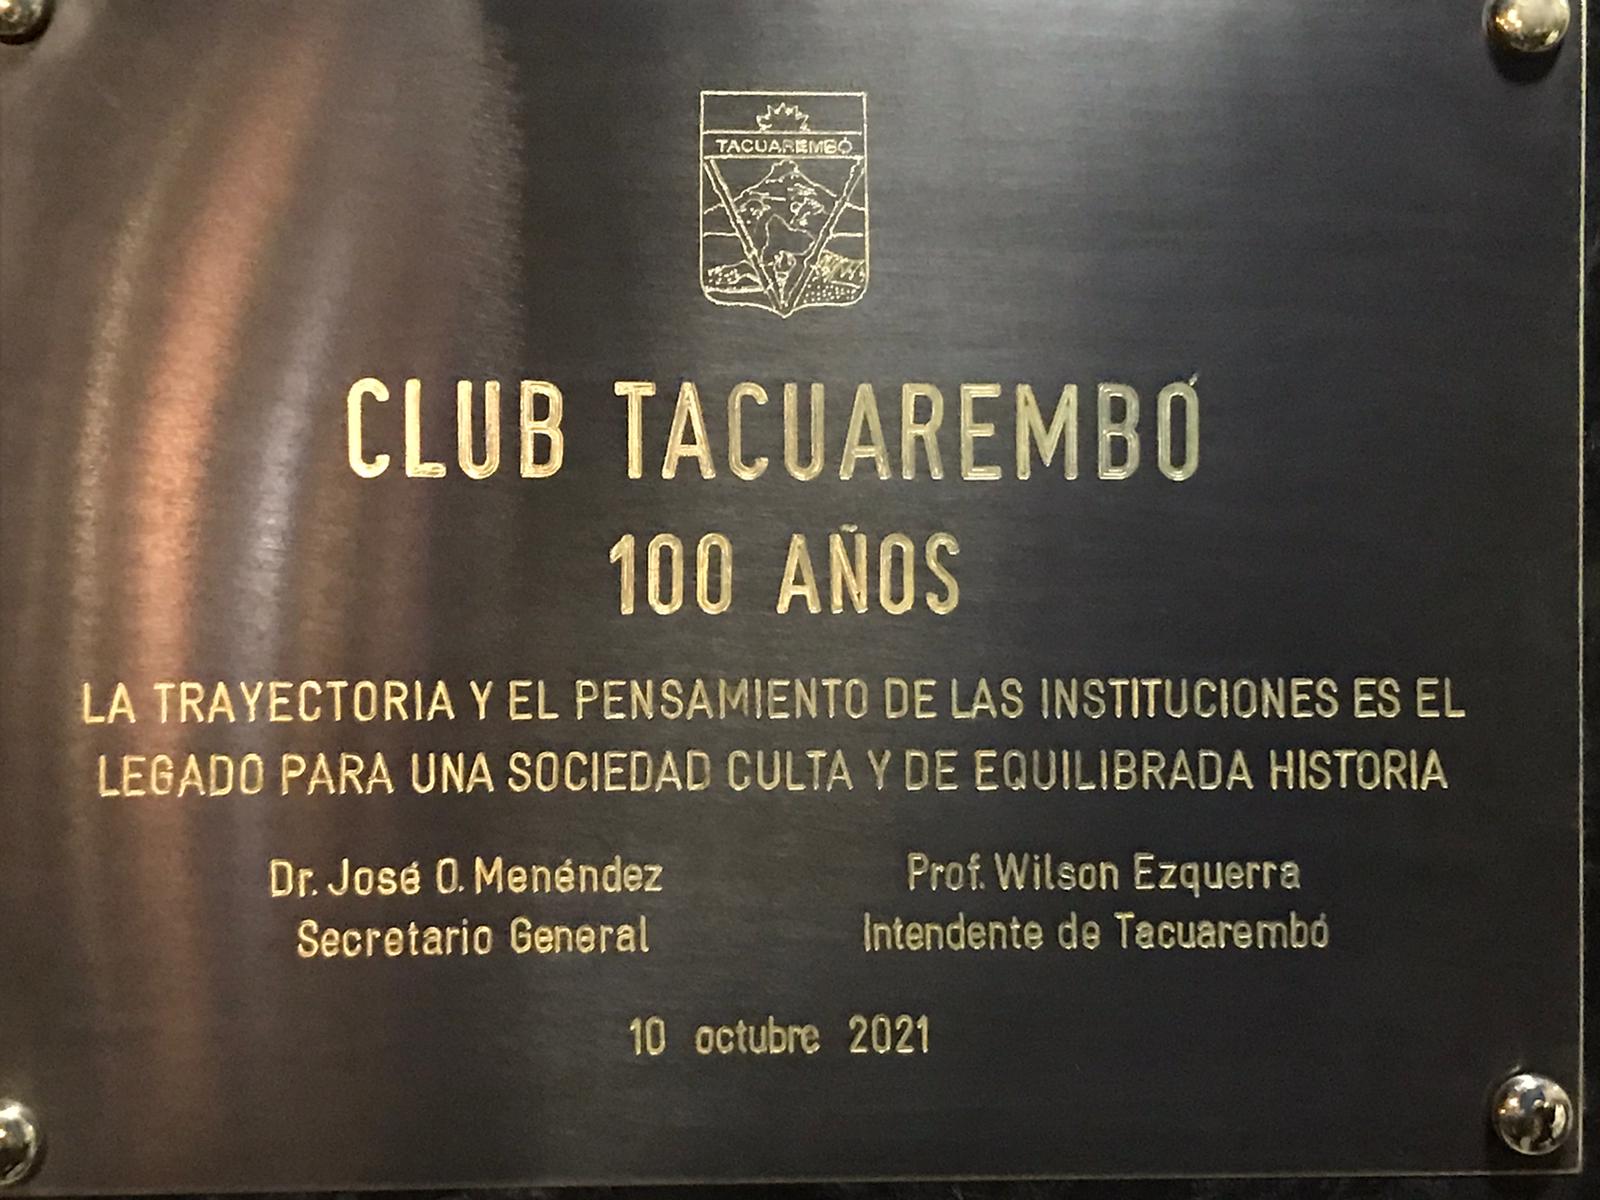 TACUAREMBÓ
CLUB TACUAREMBÓ
100 AÑOS
LA TRAYECTORIA Y EL PENSAMIENTO DE LAS INSTITUCIONES ES EL
LEGADO PARA UNA SOCIEDAD CULTA Y DE EQUILIBRADA HISTORIA
Dr. José O. Menéndez
Prof. Wilson Ezquerra
Secretario General
Intendente de Tacuarembó
10 octubre 2021